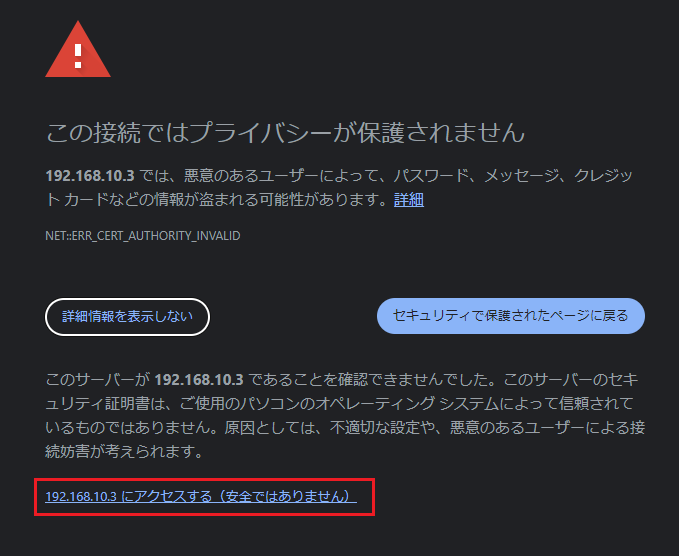 この接続ではプライバシーが保護されません
192.168.10.3 では、悪意のあるユーザーによって、パスワード、メッセージ、クレジッ
ト カードなどの情報が盗まれる可能性があります。詳細
NET::ERR_CERT_AUTHORITY_INVALID
詳細情報を表示しない
セキュリティで保護されたページに戻る
このサーバーが 192.168.10.3 であることを確認できませんでした。このサーバーのセキ
ュリティ証明書は、ご使用のパソコンのオペレーティング システムによって信頼されて
いるものではありません。原因としては、不適切な設定や、悪意のあるユーザーによる接
続妨害が考えられます。
192.168.10.3 にアクセスする（安全ではありません）